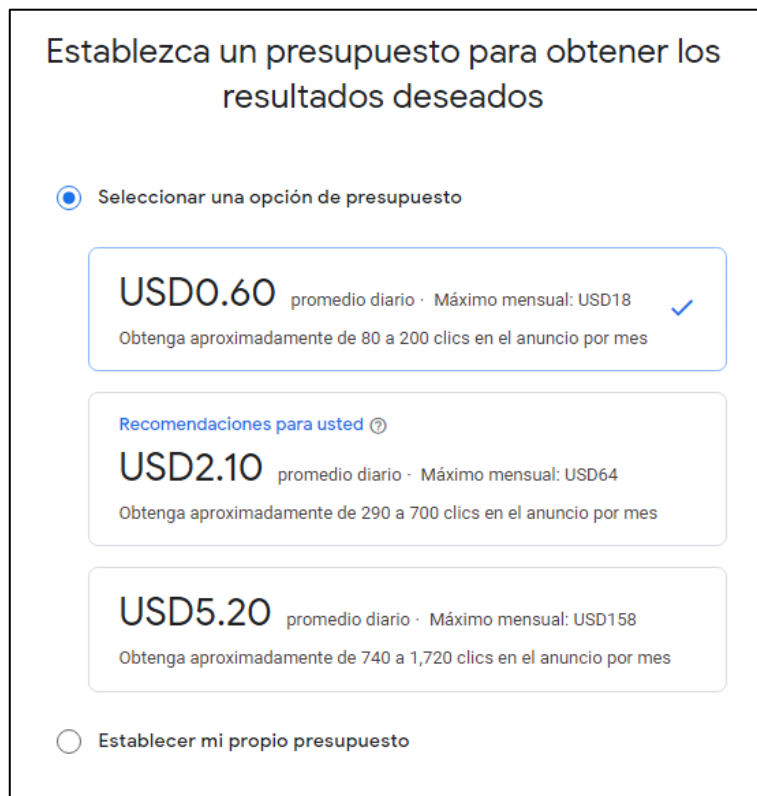 Establezca un presupuesto para obtener los
resultados deseados
Seleccionar una opción de presupuesto
USD0.60 promedio diario · Máximo mensual: USD18
Obtenga aproximadamente de 80 a 200 clics en el anuncio por mes
Recomendaciones para usted ?
USD2.10 promedio diario · Máximo mensual: USD64
Obtenga aproximadamente de 290 a 700 clics en el anuncio por mes
USD5.20 promedio diario · Máximo mensual: USD158
Obtenga aproximadamente de 740 a 1,720 clics en el anuncio por mes
Establecer mi propio presupuesto